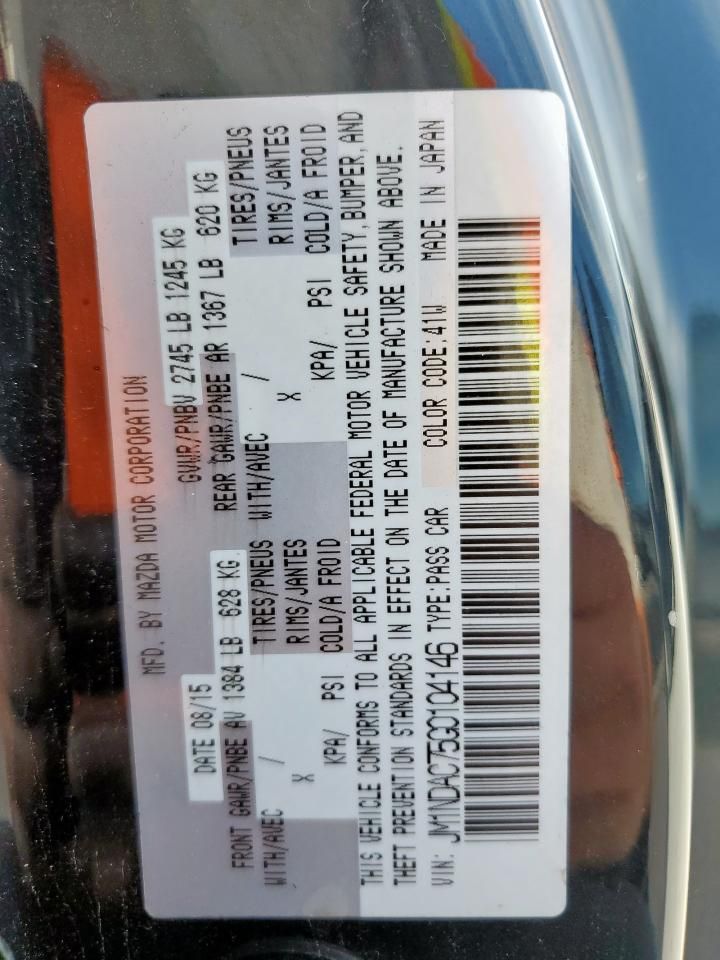 MFD. BY MAZDA MOTOR CORPORATION
DATE 08/15 GVWR/PNBV 2745 LB 1245 KG
FRONT GAWR/PNBE AV 1384 LB 628 KG REAR GAWR/PNBE AR 1367 LB 620 KG
WITH/AVEC / TIRES/PNEUS WITH/AVEC / TIRES/PNEUS
X RIMS/JANTES X RIMS/JANTES
KPA/ PSI COLD/A FROID KPA/ PSI COLD/A FROID
THIS VEHICLE CONFORMS TO ALL APPLICABLE FEDERAL MOTOR VEHICLE SAFETY, BUMPER, AND
THEFT PREVENTION STANDARDS IN EFFECT ON THE DATE OF MANUFACTURE SHOWN ABOVE.
VIN: JM1NDAC75G0104146 TYPE:PASS CAR COLOR CODE:41W MADE IN JAPAN